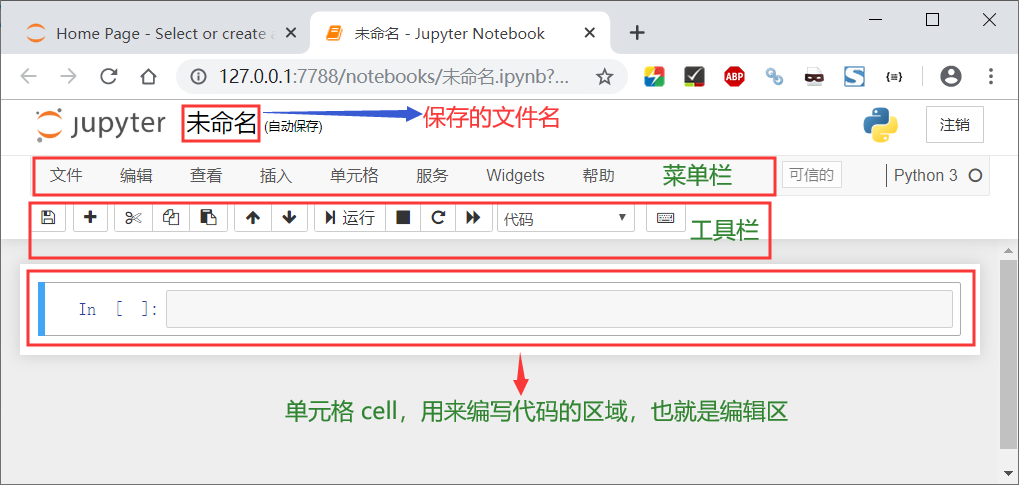 Home Page - Select or create a
未命名 - Jupyter Notebook
127.0.0.1:7788/notebooks/未命名.ipynb?...
ABP
S
jupyter 未命名 (自动保存) 保存的文件名 注销
文件 编辑 查看 插入 单元格 服务 Widgets 帮助 菜单栏 可信的 Python 3
运行 代码 工具栏
In [ ]:
单元格 cell，用来编写代码的区域，也就是编辑区